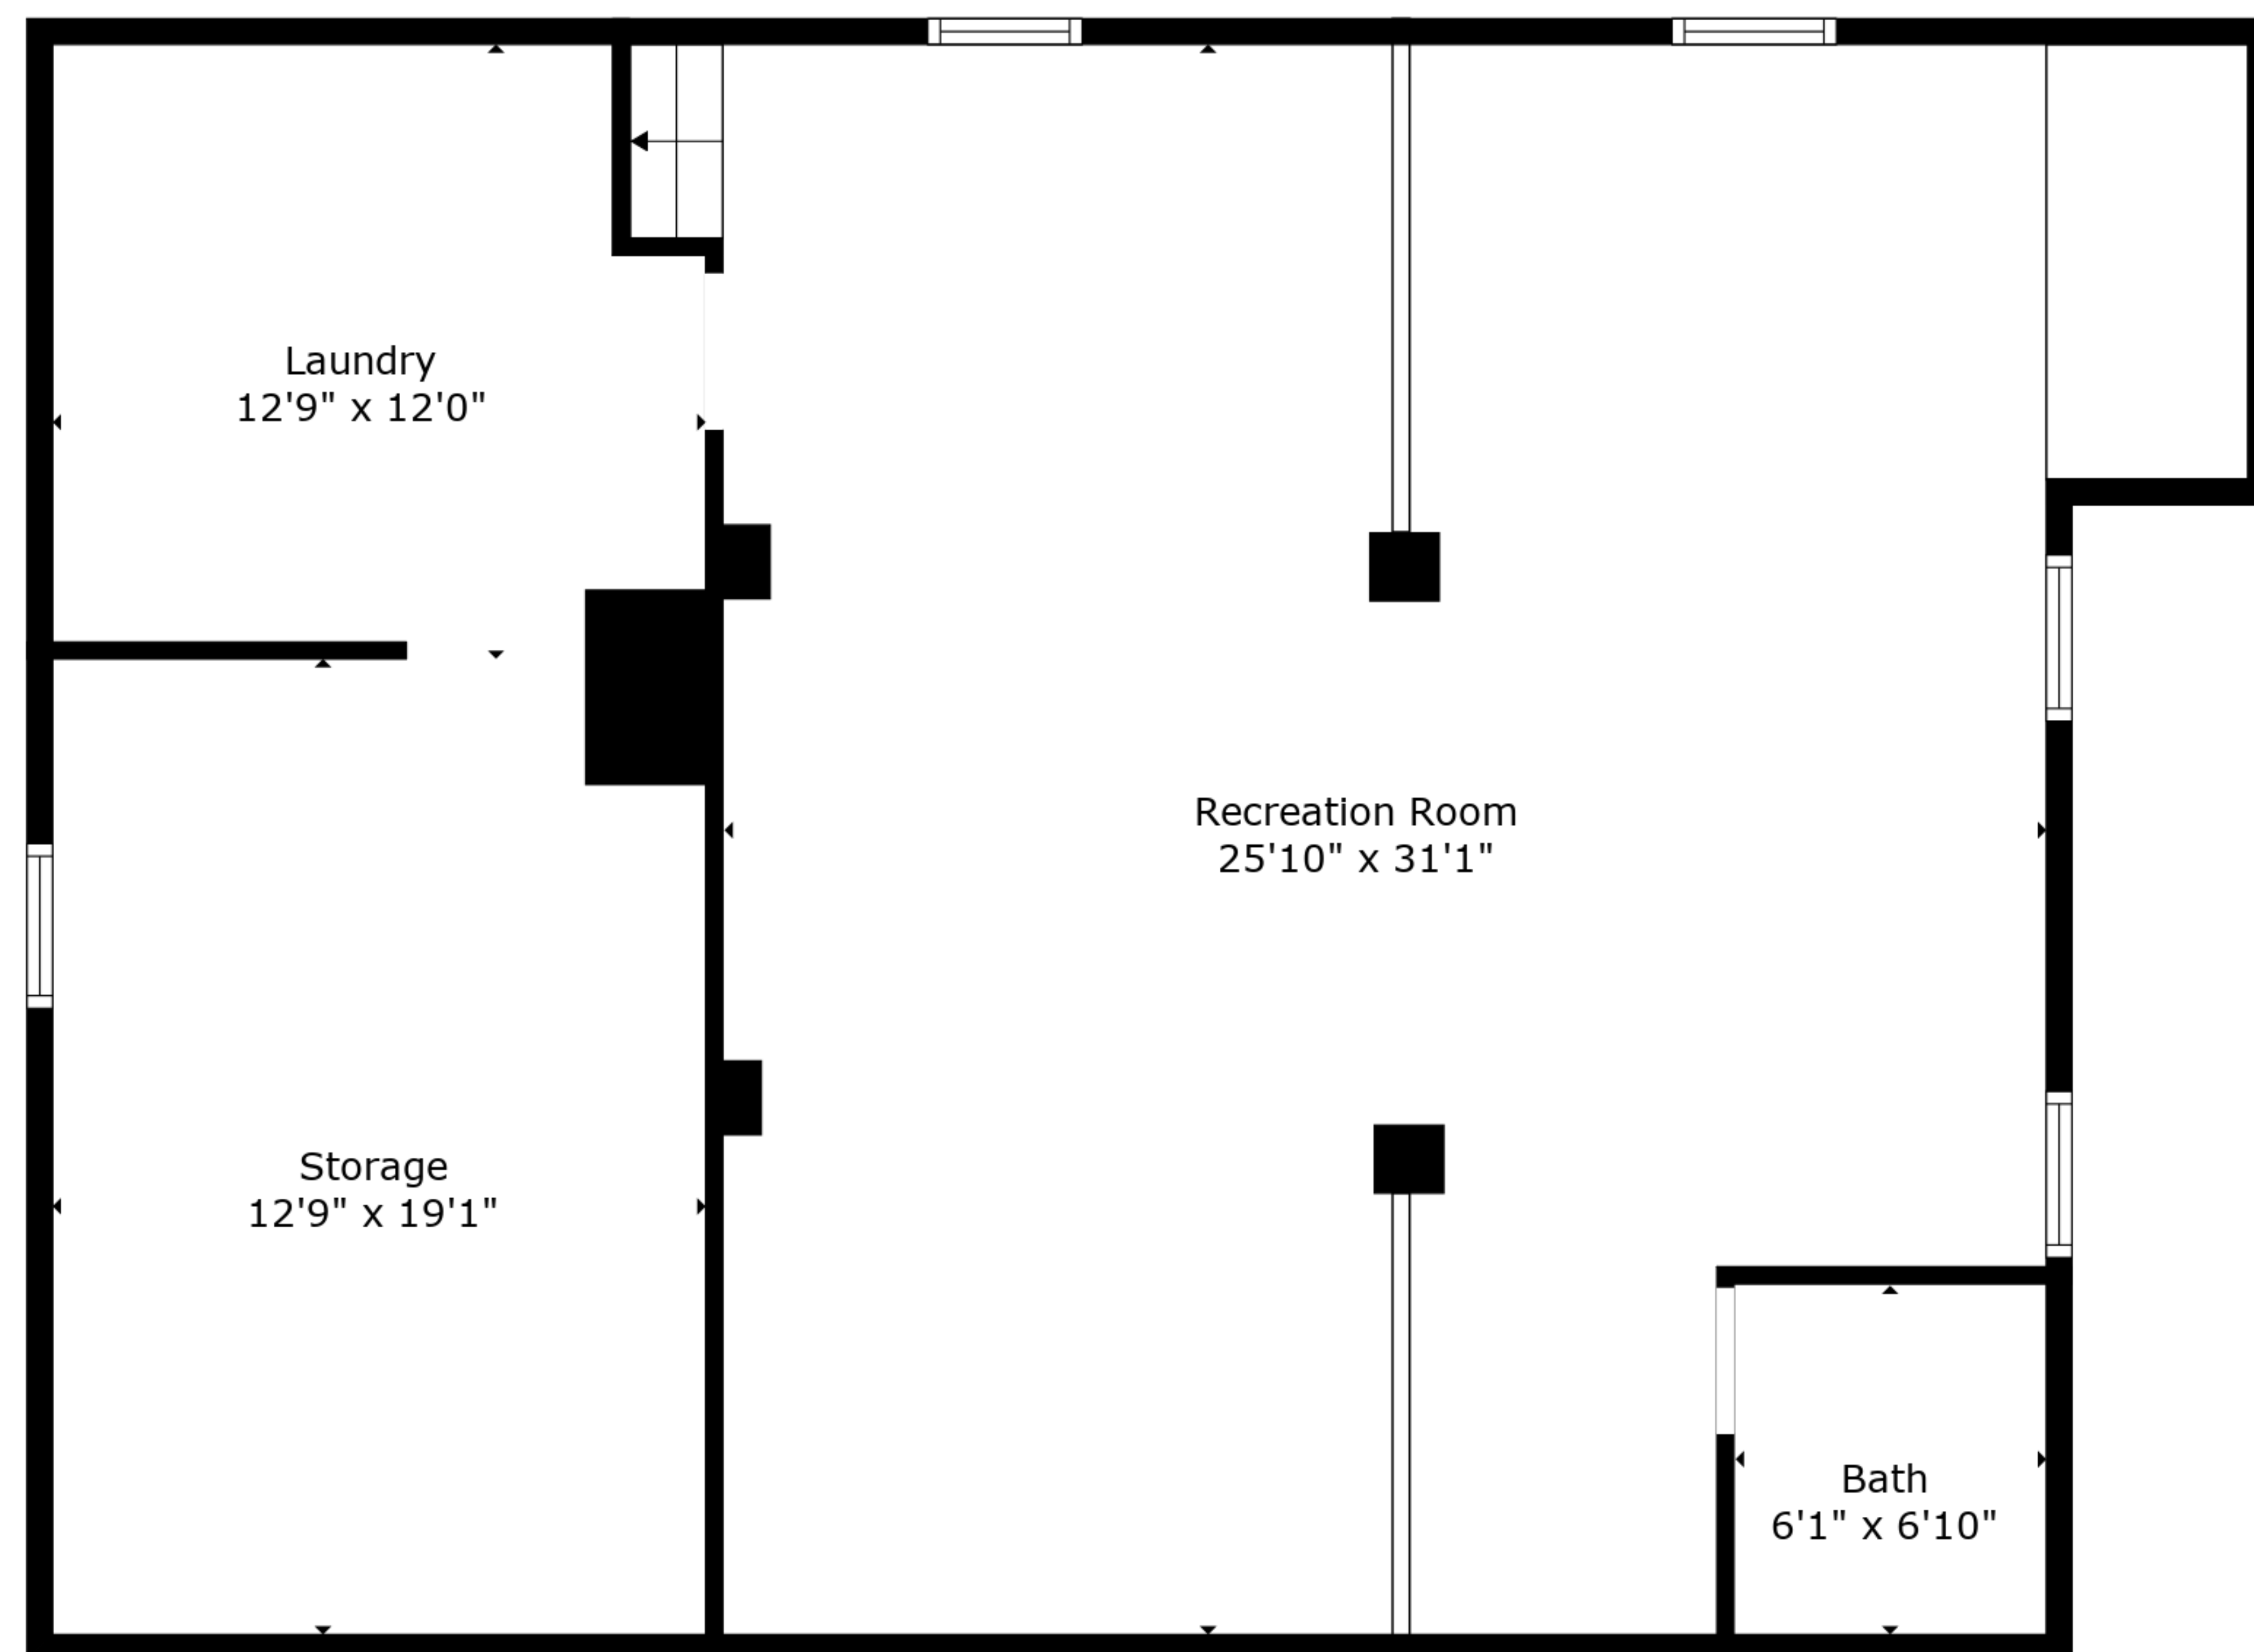 Laundry
12'9" x 12'0"
Recreation Room
25'10" x 31'1"
Storage
12'9" x 19'1"
Bath
6'1" x 6'10"